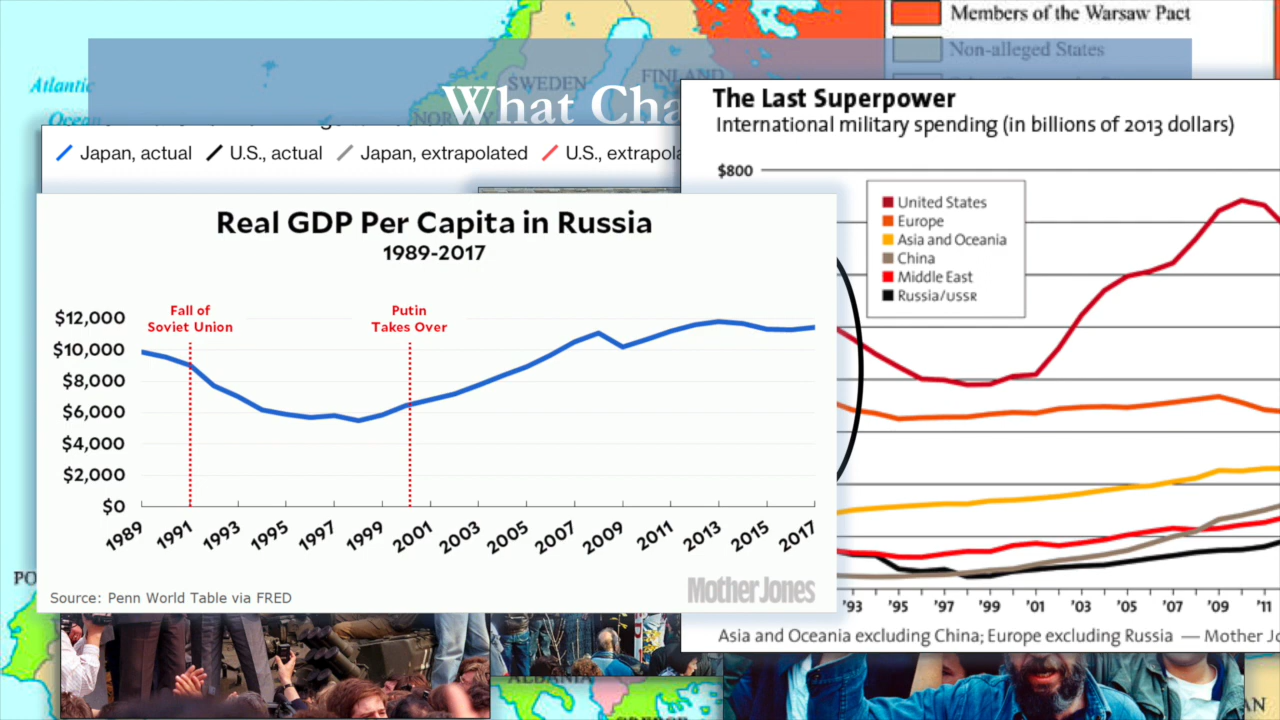 Members of the Warsaw Pact
Non-alleged States
Atlantic
Ocean
SWEDEN
FINLAND
NORWAY
What Cha
Japan, actual
U.S., actual
Japan, extrapolated
U.S., extrapola
The Last Superpower
International military spending (in billions of 2013 dollars)
$800
United States
Europe
Asia and Oceania
China
Middle East
Russia/USSR
'93 '95 '97 '99 '01 '03 '05 '07 '09 '11
Asia and Oceania excluding China; Europe excluding Russia — Mother Jo
Real GDP Per Capita in Russia
1989-2017
Fall of
Soviet Union
Putin
Takes Over
$12,000
$10,000
$8,000
$6,000
$4,000
$2,000
$0
1989 1991 1993 1995 1997 1999 2001 2003 2005 2007 2009 2011 2013 2015 2017
Source: Penn World Table via FRED
Mother Jones
PO
ALBANIA
AN